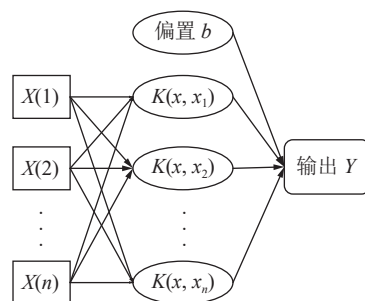 偏置 b
X(1)
K(x, x₁)
X(2)
K(x, x₂)
输出 Y
⋮
⋮
X(n)
K(x, xₙ)